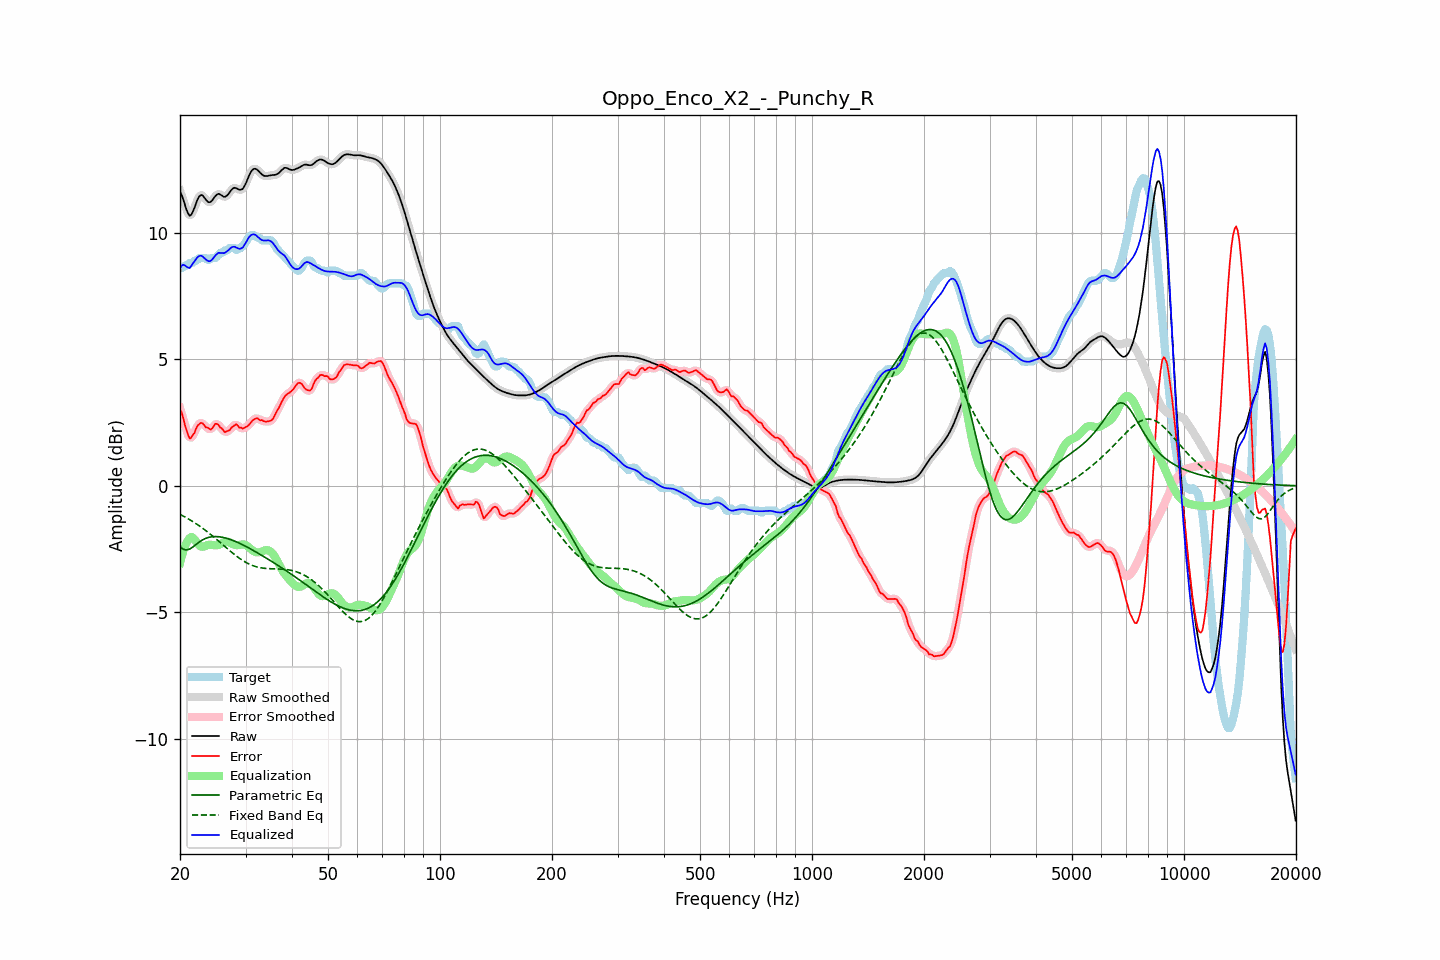 Oppo_Enco_X2_-_Punchy_R
Amplitude (dBr)
10
5
0
−5
−10
Target
Raw Smoothed
Error Smoothed
Raw
Error
Equalization
Parametric Eq
Fixed Band Eq
Equalized
20 50 100 200 500 1000 2000 5000 10000 20000
Frequency (Hz)